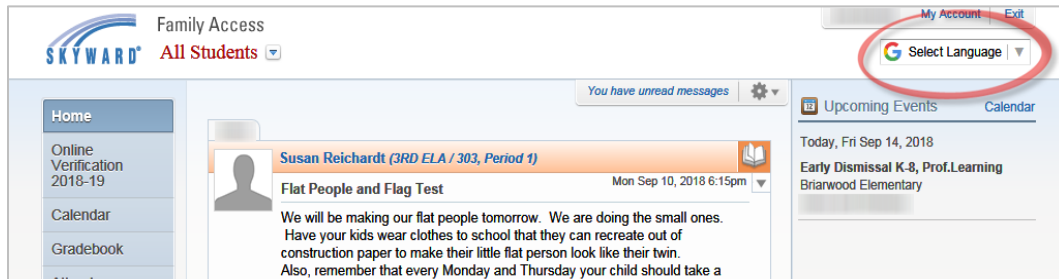 Family Access
My Account Exit
SKYWARD
All Students
Select Language
You have unread messages
Upcoming Events Calendar
Home
Today, Fri Sep 14, 2018
Online
Verification
2018-19
Susan Reichardt (3RD ELA / 303, Period 1)
Early Dismissal K-8, Prof.Learning
Briarwood Elementary
Flat People and Flag Test
Mon Sep 10, 2018 6:15pm
Calendar
We will be making our flat people tomorrow. We are doing the small ones.
Have your kids wear clothes to school that they can recreate out of
construction paper to make their little flat person look like their twin.
Also, remember that every Monday and Thursday your child should take a
Gradebook